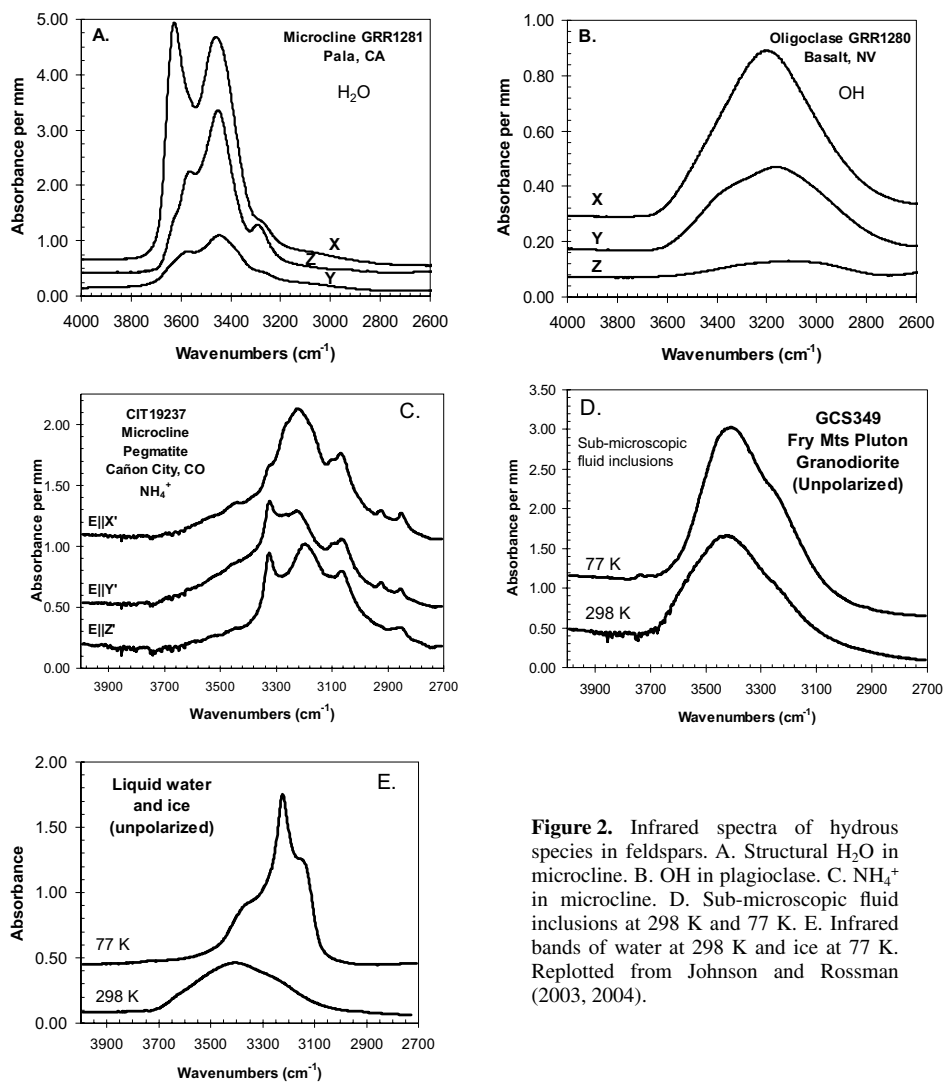 A.
Microcline GRR1281
Pala, CA
H₂O
Absorbance per mm
5.00
4.00
3.00
2.00
1.00
0.00
X
Z
Y
4000 3800 3600 3400 3200 3000 2800 2600
Wavenumbers (cm⁻¹)
B.
Oligoclase GRR1280
Basalt, NV
OH
Absorbance per mm
1.00
0.80
0.60
0.40
0.20
0.00
X
Y
Z
4000 3800 3600 3400 3200 3000 2800 2600
Wavenumbers (cm⁻¹)
C.
CIT19237
Microcline
Pegmatite
Cañon City, CO
NH₄⁺
Absorbance per mm
2.00
1.50
1.00
0.50
0.00
E||X'
E||Y'
E||Z'
3900 3700 3500 3300 3100 2900 2700
Wavenumbers (cm⁻¹)
D.
GCS349
Fry Mts Pluton
Granodiorite
(Unpolarized)
Sub-microscopic
fluid inclusions
Absorbance per mm
3.50
3.00
2.50
2.00
1.50
1.00
0.50
0.00
77 K
298 K
3900 3700 3500 3300 3100 2900 2700
Wavenumbers (cm⁻¹)
E.
Liquid water
and ice
(unpolarized)
Absorbance
2.00
1.50
1.00
0.50
0.00
77 K
298 K
3900 3700 3500 3300 3100 2900 2700
Wavenumbers (cm⁻¹)
Figure 2. Infrared spectra of hydrous
species in feldspars. A. Structural H₂O in
microcline. B. OH in plagioclase. C. NH₄⁺
in microcline. D. Sub-microscopic fluid
inclusions at 298 K and 77 K. E. Infrared
bands of water at 298 K and ice at 77 K.
Replotted from Johnson and Rossman
(2003, 2004).